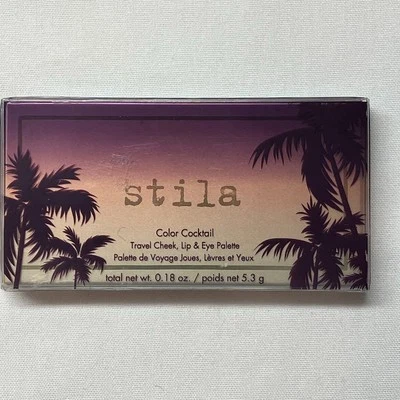 stila
Color Cocktail
Travel Cheek, Lip & Eye Palette
Palette de Voyage Joues, Lèvres et Yeux
total net wt. 0.18 oz. / poids net 5.3 g